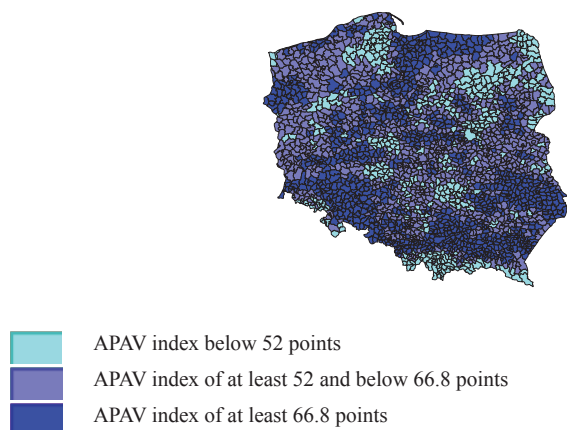 APAV index below 52 points
APAV index of at least 52 and below 66.8 points
APAV index of at least 66.8 points